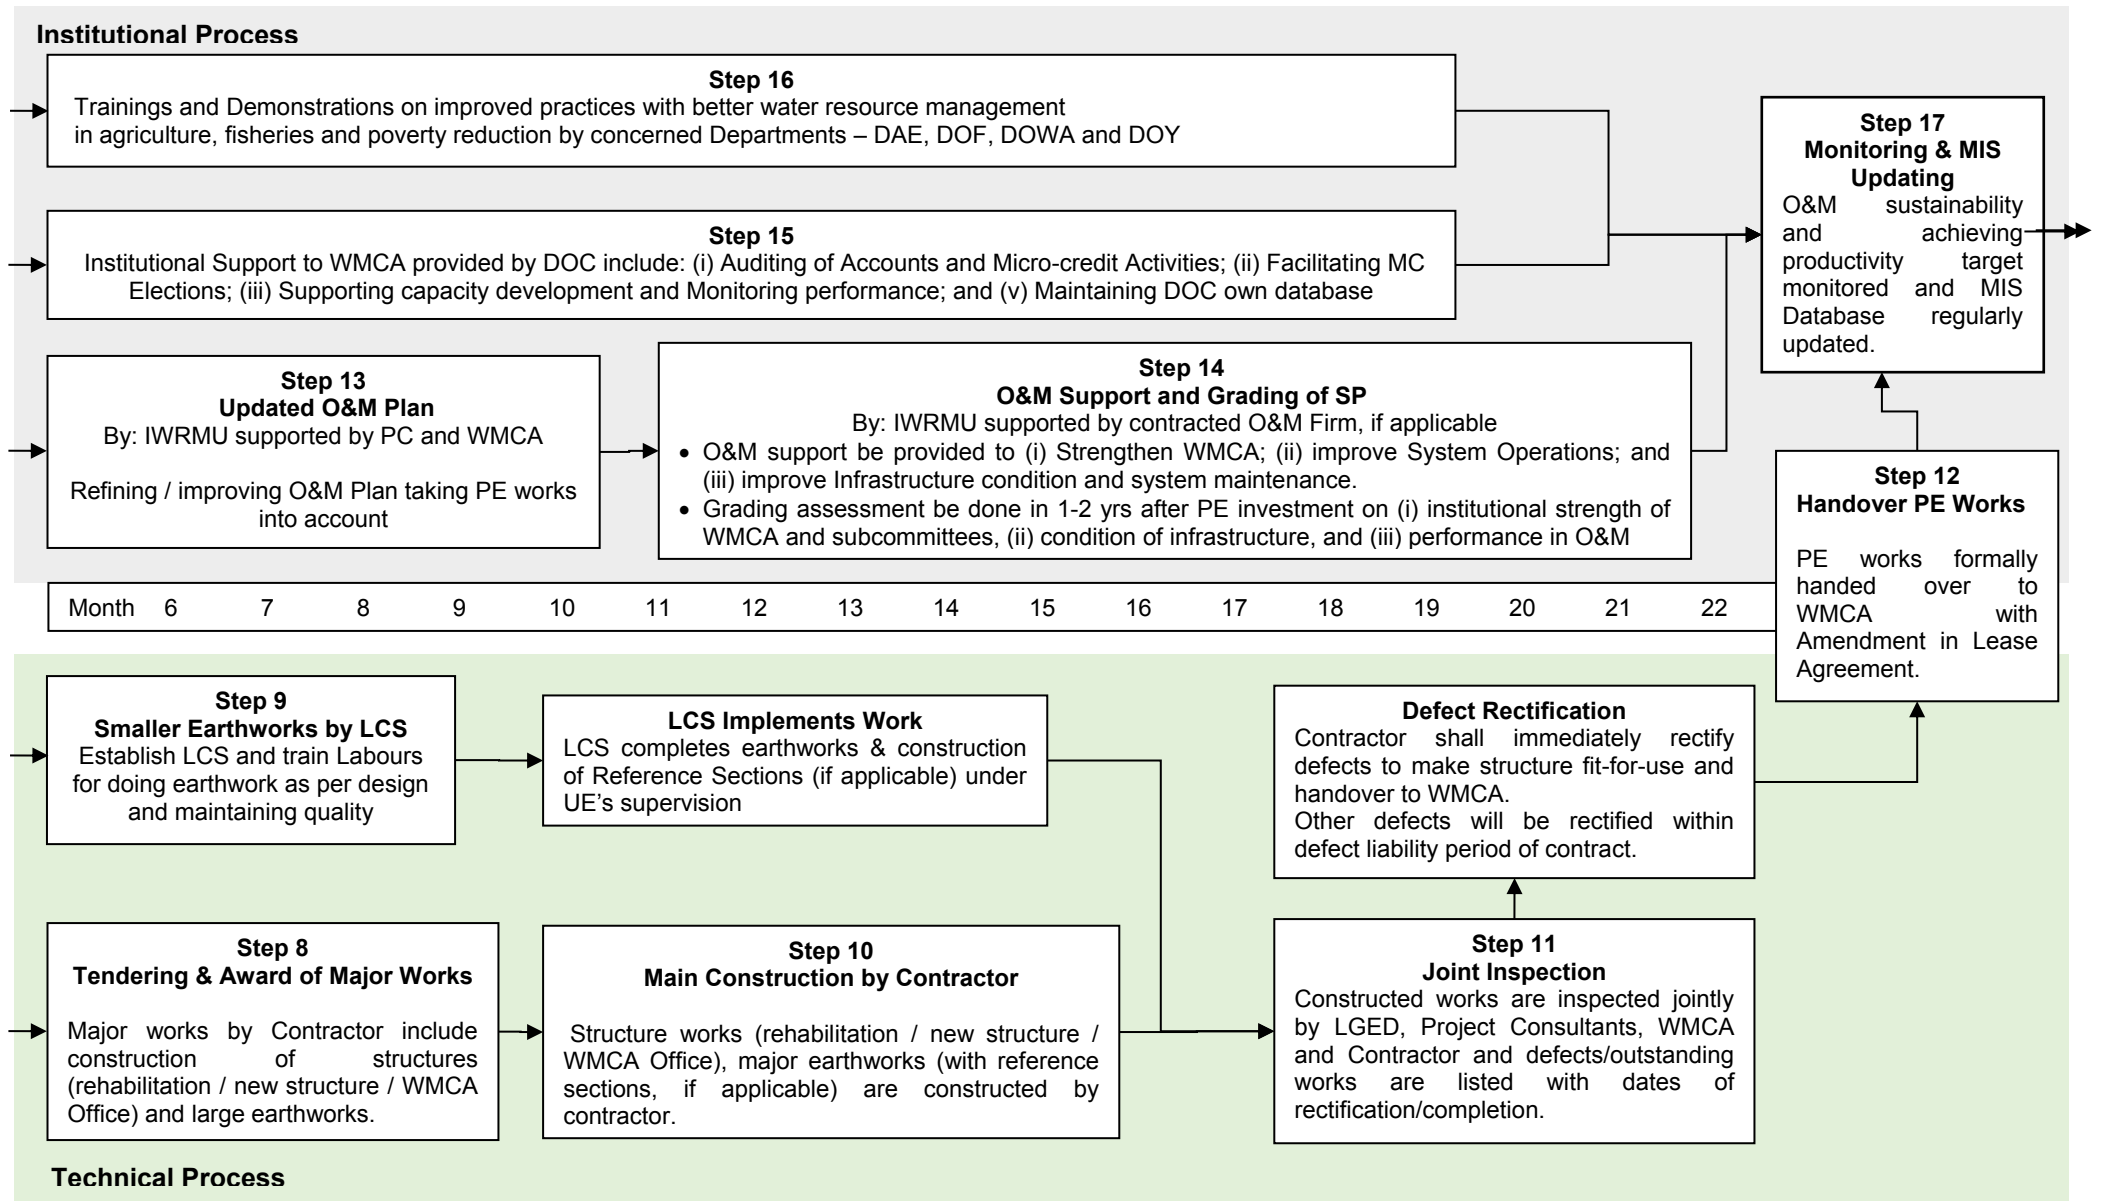 Institutional Process
Step 16
Trainings and Demonstrations on improved practices with better water resource management
in agriculture, fisheries and poverty reduction by concerned Departments – DAE, DOF, DOWA and DOY
Step 15
Institutional Support to WMCA provided by DOC include: (i) Auditing of Accounts and Micro-credit Activities; (ii) Facilitating MC
Elections; (iii) Supporting capacity development and Monitoring performance; and (v) Maintaining DOC own database
Step 17
Monitoring & MIS
Updating
O&M sustainability
and achieving
productivity target
monitored and MIS
Database regularly
updated.
Step 13
Updated O&M Plan
By: IWRMU supported by PC and WMCA
Refining / improving O&M Plan taking PE works
into account
Step 14
O&M Support and Grading of SP
By: IWRMU supported by contracted O&M Firm, if applicable
• O&M support be provided to (i) Strengthen WMCA; (ii) improve System Operations; and
(iii) improve Infrastructure condition and system maintenance.
• Grading assessment be done in 1-2 yrs after PE investment on (i) institutional strength of
WMCA and subcommittees, (ii) condition of infrastructure, and (iii) performance in O&M
Step 12
Handover PE Works
PE works formally
handed over to
WMCA with
Amendment in Lease
Agreement.
Month 6 7 8 9 10 11 12 13 14 15 16 17 18 19 20 21 22
Step 9
Smaller Earthworks by LCS
Establish LCS and train Labours
for doing earthwork as per design
and maintaining quality
LCS Implements Work
LCS completes earthworks & construction
of Reference Sections (if applicable) under
UE's supervision
Defect Rectification
Contractor shall immediately rectify
defects to make structure fit-for-use and
handover to WMCA.
Other defects will be rectified within
defect liability period of contract.
Step 8
Tendering & Award of Major Works
Major works by Contractor include
construction of structures
(rehabilitation / new structure / WMCA
Office) and large earthworks.
Step 10
Main Construction by Contractor
Structure works (rehabilitation / new structure /
WMCA Office), major earthworks (with reference
sections, if applicable) are constructed by
contractor.
Step 11
Joint Inspection
Constructed works are inspected jointly
by LGED, Project Consultants, WMCA
and Contractor and defects/outstanding
works are listed with dates of
rectification/completion.
Technical Process